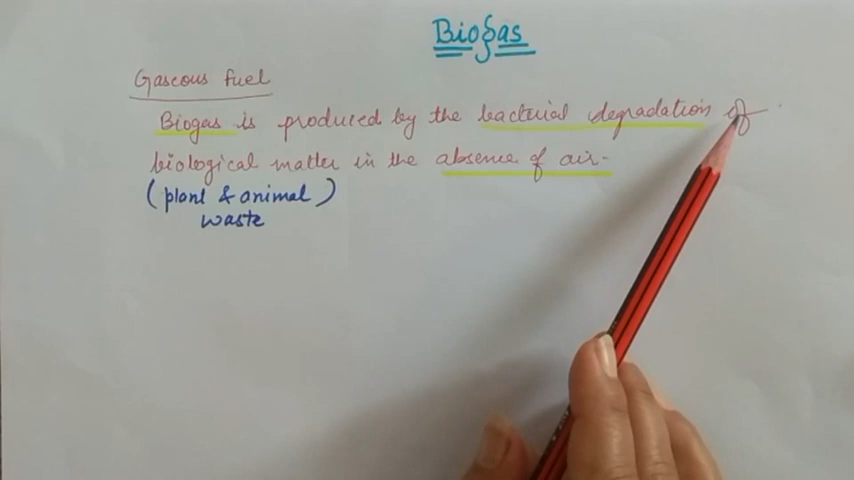 Biogas
Gaseous fuel
Biogas is produced by the bacterial degradation of
biological matter in the absence of air.
(plant & animal)
waste